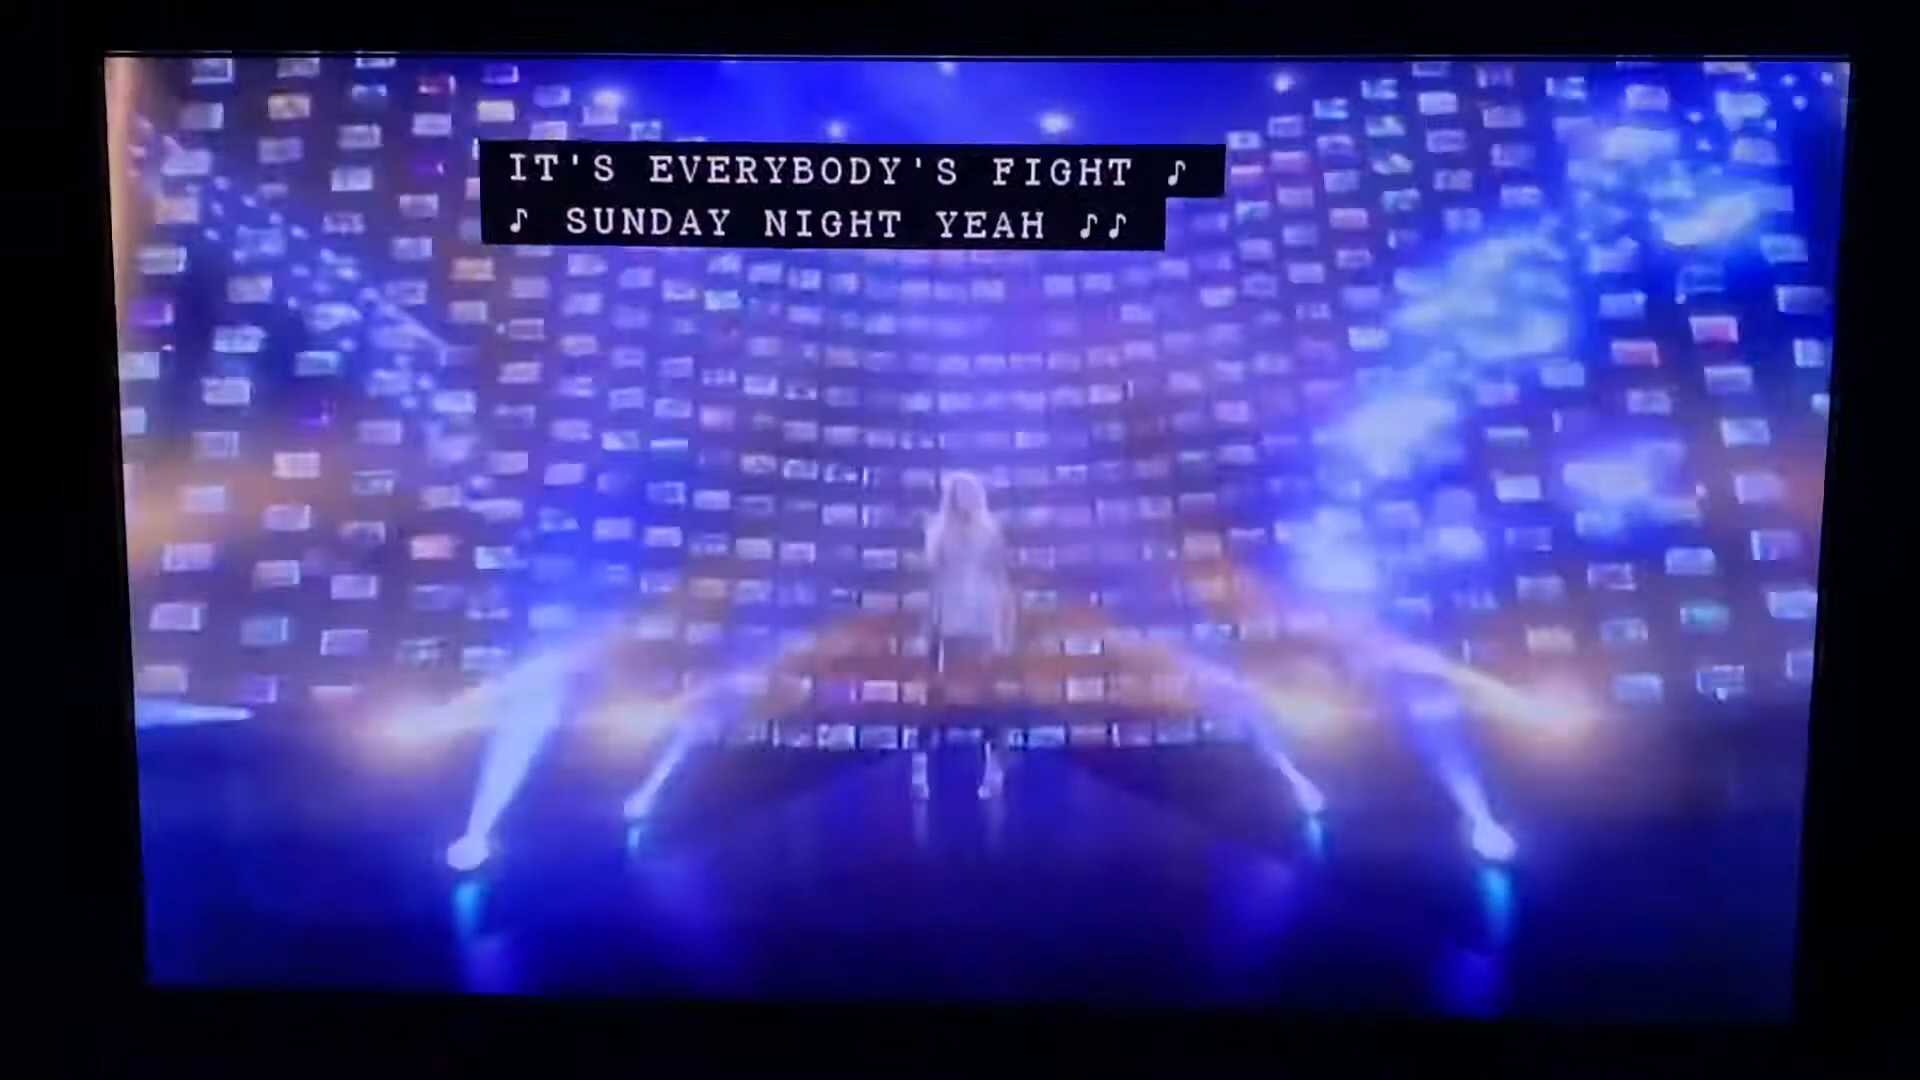 IT'S EVERYBODY'S FIGHT ♪
♪ SUNDAY NIGHT YEAH ♪♪